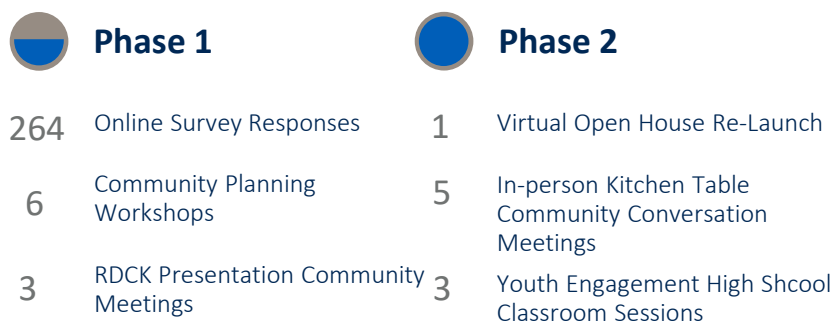 Phase 1
264 Online Survey Responses
6 Community Planning
Workshops
3 RDCK Presentation Community
Meetings
Phase 2
1 Virtual Open House Re-Launch
5 In-person Kitchen Table
Community Conversation
Meetings
3 Youth Engagement High Shcool
Classroom Sessions